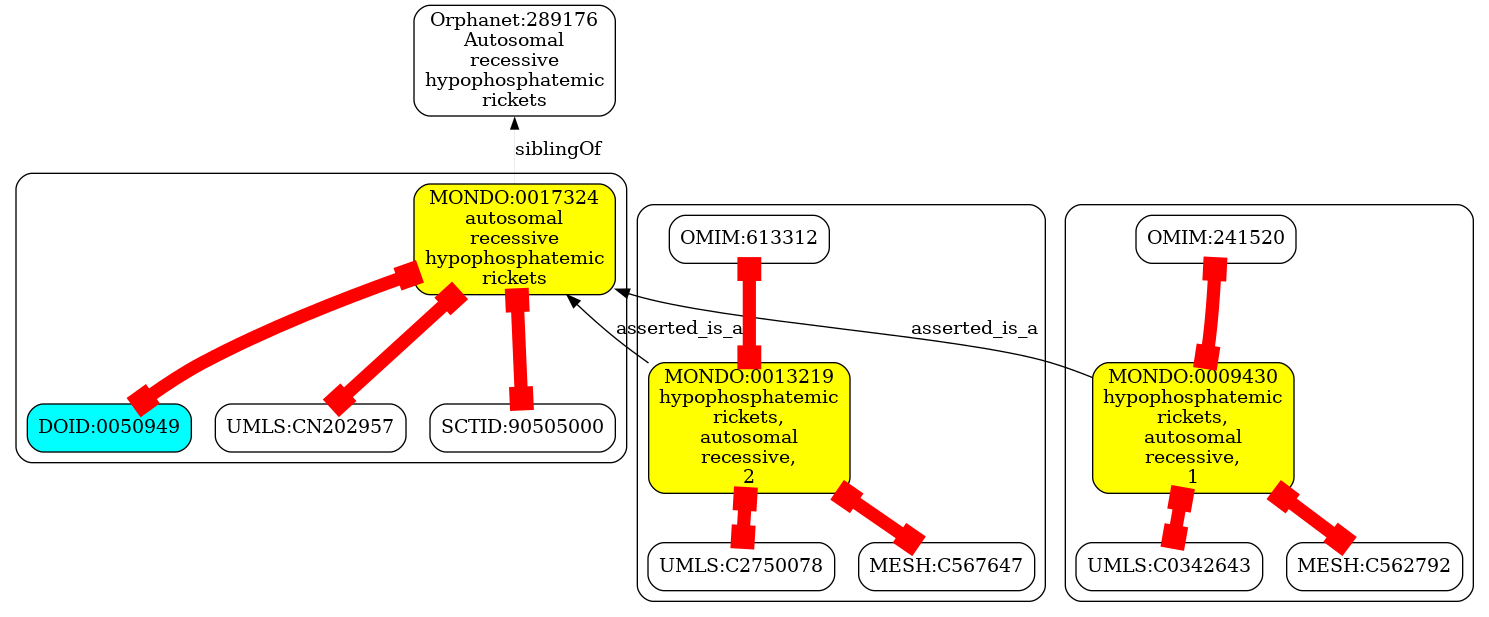 Orphanet:289176
Autosomal
recessive
hypophosphatemic
rickets
siblingOf
MONDO:0017324
autosomal
recessive
hypophosphatemic
rickets
OMIM:613312
OMIM:241520
asserted_is_a
asserted_is_a
DOID:0050949
UMLS:CN202957
SCTID:90505000
MONDO:0013219
hypophosphatemic
rickets,
autosomal
recessive,
2
MONDO:0009430
hypophosphatemic
rickets,
autosomal
recessive,
1
UMLS:C2750078
MESH:C567647
UMLS:C0342643
MESH:C562792